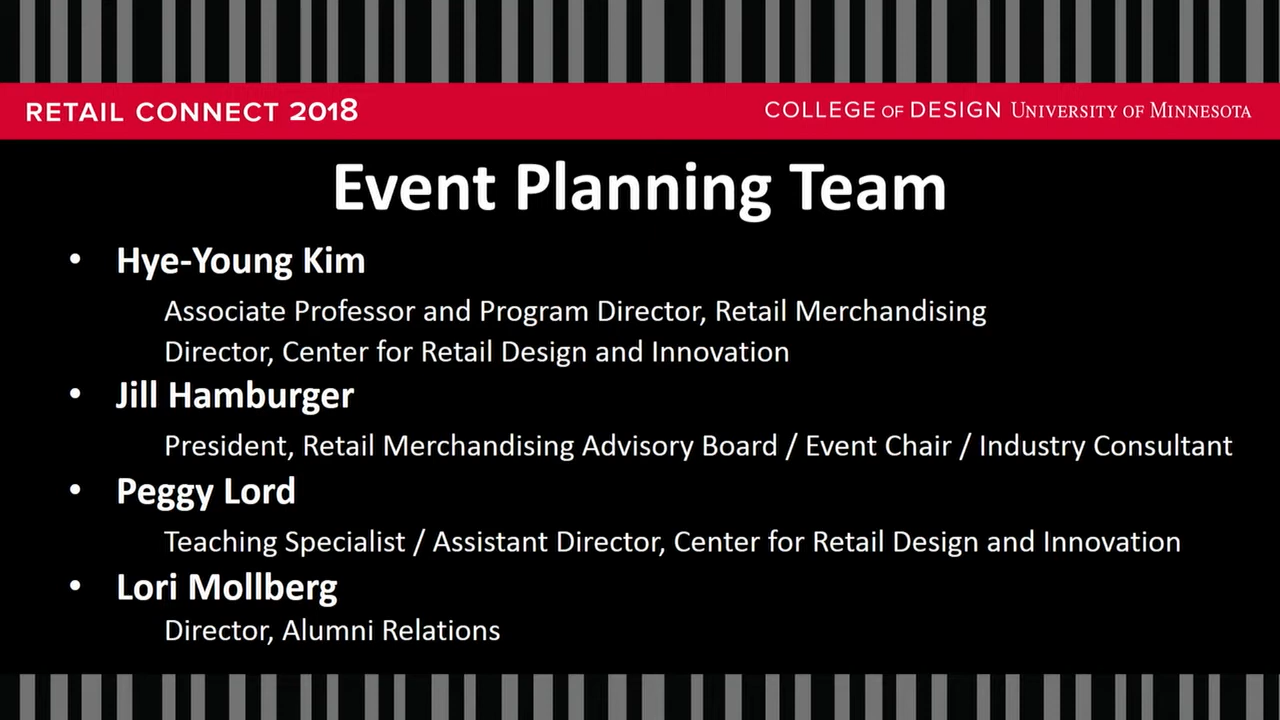 RETAIL CONNECT 2018
COLLEGE OF DESIGN UNIVERSITY OF MINNESOTA
Event Planning Team
• Hye-Young Kim
Associate Professor and Program Director, Retail Merchandising
Director, Center for Retail Design and Innovation
• Jill Hamburger
President, Retail Merchandising Advisory Board / Event Chair / Industry Consultant
• Peggy Lord
Teaching Specialist / Assistant Director, Center for Retail Design and Innovation
• Lori Mollberg
Director, Alumni Relations